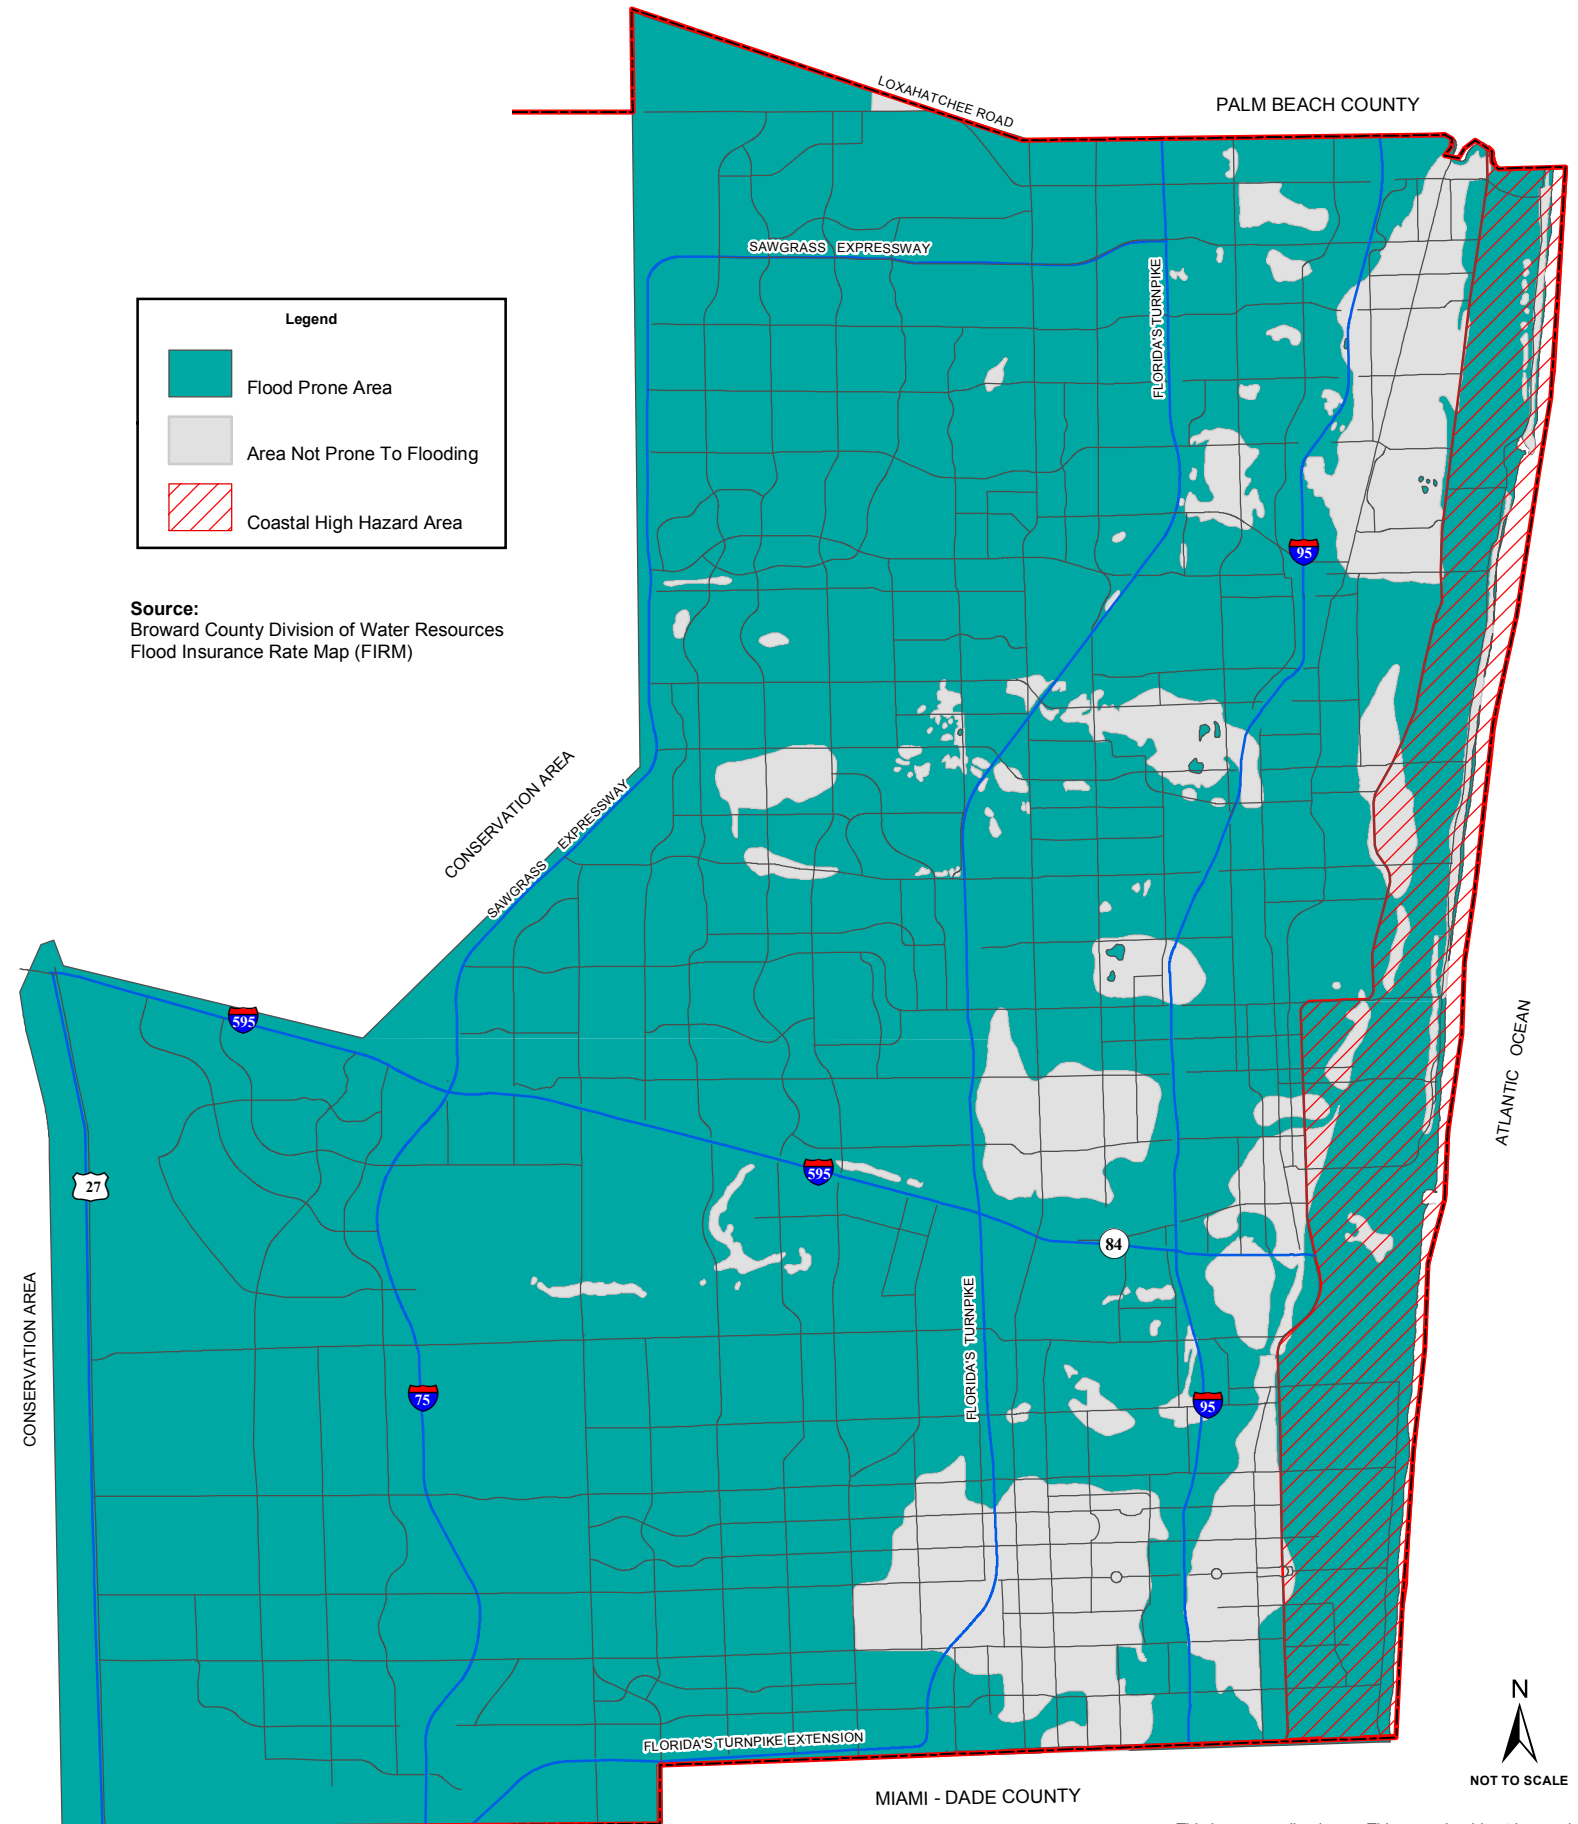 LOXAHATCHEE ROAD
PALM BEACH COUNTY
SAWGRASS EXPRESSWAY
FLORIDA'S TURNPIKE
Legend
Flood Prone Area
Area Not Prone To Flooding
Coastal High Hazard Area
95
Source:
Broward County Division of Water Resources
Flood Insurance Rate Map (FIRM)
CONSERVATION AREA
SAWGRASS EXPRESSWAY
595
ATLANTIC OCEAN
595
27
84
CONSERVATION AREA
FLORIDA'S TURNPIKE
75
95
N
NOT TO SCALE
FLORIDA'S TURNPIKE EXTENSION
MIAMI - DADE COUNTY